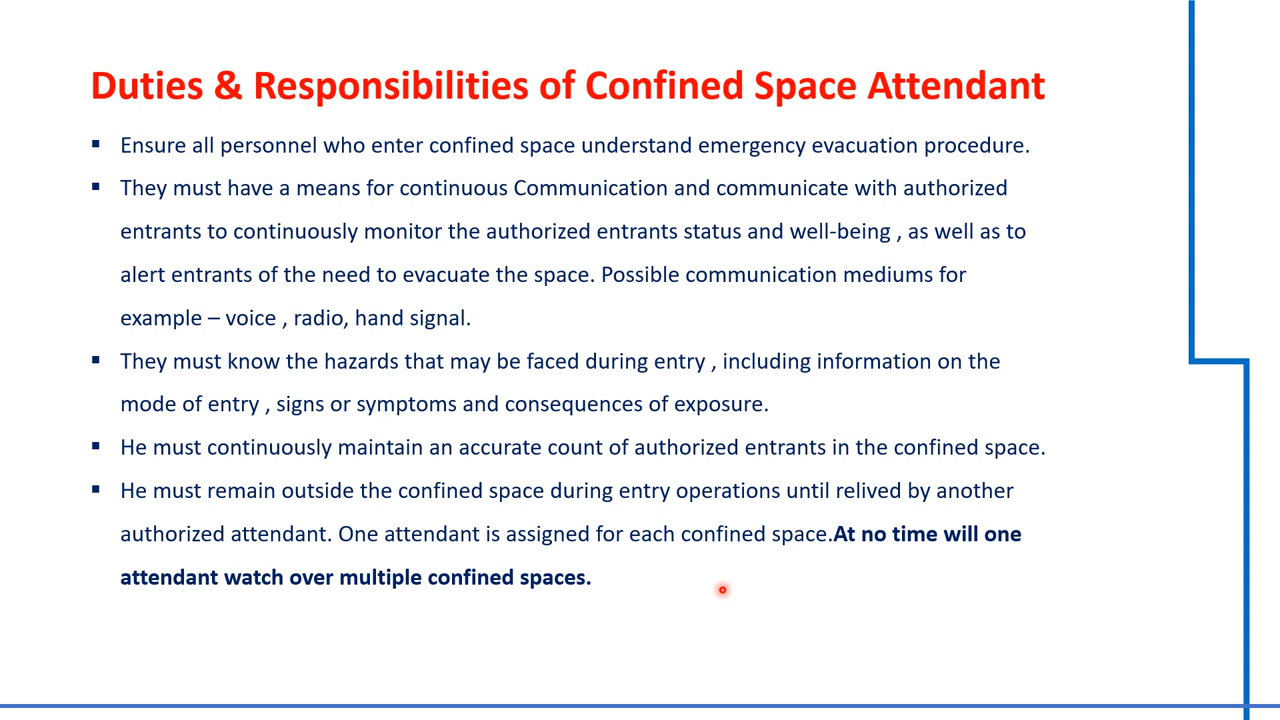 Duties & Responsibilities of Confined Space Attendant
▪ Ensure all personnel who enter confined space understand emergency evacuation procedure.
▪ They must have a means for continuous Communication and communicate with authorized
entrants to continuously monitor the authorized entrants status and well-being , as well as to
alert entrants of the need to evacuate the space. Possible communication mediums for
example – voice , radio, hand signal.
▪ They must know the hazards that may be faced during entry , including information on the
mode of entry , signs or symptoms and consequences of exposure.
▪ He must continuously maintain an accurate count of authorized entrants in the confined space.
▪ He must remain outside the confined space during entry operations until relived by another
authorized attendant. One attendant is assigned for each confined space.At no time will one
attendant watch over multiple confined spaces.